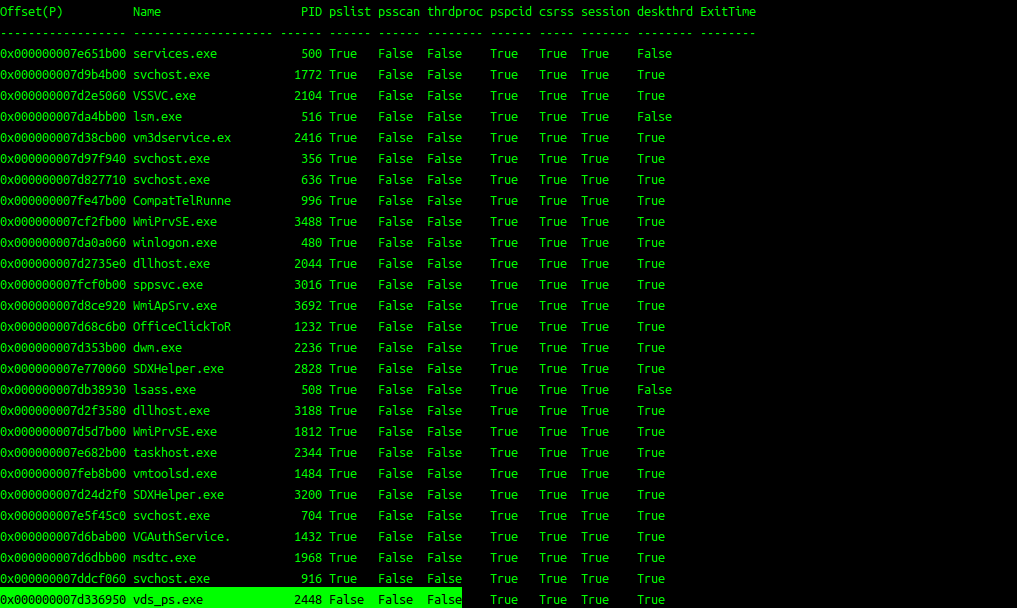 Offset(P)          Name                    PID pslist psscan thrdproc pspcid csrss session deskthrd ExitTime
------------------ -------------------- ------ ------ ------ -------- ------ ----- ------- -------- --------
0x000000007e651b00 services.exe            500 True   False  False    True   True  True    False
0x000000007d9b4b00 svchost.exe            1772 True   False  False    True   True  True    True
0x000000007d2e5060 VSSVC.exe              2104 True   False  False    True   True  True    True
0x000000007da4bb00 lsm.exe                 516 True   False  False    True   True  True    False
0x000000007d38cb00 vm3dservice.ex         2416 True   False  False    True   True  True    True
0x000000007d97f940 svchost.exe             356 True   False  False    True   True  True    True
0x000000007d827710 svchost.exe             636 True   False  False    True   True  True    True
0x000000007fe47b00 CompatTelRunne          996 True   False  False    True   True  True    True
0x000000007cf2fb00 WmiPrvSE.exe           3488 True   False  False    True   True  True    True
0x000000007da0a060 winlogon.exe            480 True   False  False    True   True  True    True
0x000000007d2735e0 dllhost.exe            2044 True   False  False    True   True  True    True
0x000000007fcf0b00 sppsvc.exe             3016 True   False  False    True   True  True    True
0x000000007d8ce920 WmiApSrv.exe           3692 True   False  False    True   True  True    True
0x000000007d68c6b0 OfficeClickToR         1232 True   False  False    True   True  True    True
0x000000007d353b00 dwm.exe                2236 True   False  False    True   True  True    True
0x000000007e770060 SDXHelper.exe          2828 True   False  False    True   True  True    True
0x000000007db38930 lsass.exe               508 True   False  False    True   True  True    False
0x000000007d2f3580 dllhost.exe            3188 True   False  False    True   True  True    True
0x000000007d5d7b00 WmiPrvSE.exe           1812 True   False  False    True   True  True    True
0x000000007e682b00 taskhost.exe           2344 True   False  False    True   True  True    True
0x000000007feb8b00 vmtoolsd.exe           1484 True   False  False    True   True  True    True
0x000000007d24d2f0 SDXHelper.exe          3200 True   False  False    True   True  True    True
0x000000007e5f45c0 svchost.exe             704 True   False  False    True   True  True    True
0x000000007d6bab00 VGAuthService.         1432 True   False  False    True   True  True    True
0x000000007d6dbb00 msdtc.exe              1968 True   False  False    True   True  True    True
0x000000007ddcf060 svchost.exe             916 True   False  False    True   True  True    True
0x000000007d336950 vds_ps.exe             2448 False  False  False    True   True  True    True